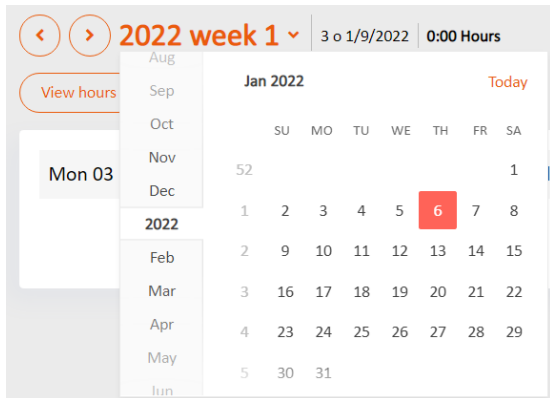 2022 week 1 3 o 1/9/2022 0:00 Hours
View hours
Mon 03
Aug
Sep
Oct
Nov
Dec
2022
Feb
Mar
Apr
May
Jun
Jan 2022 Today
SU MO TU WE TH FR SA
52 1
1 2 3 4 5 6 7 8
2 9 10 11 12 13 14 15
3 16 17 18 19 20 21 22
4 23 24 25 26 27 28 29
5 30 31